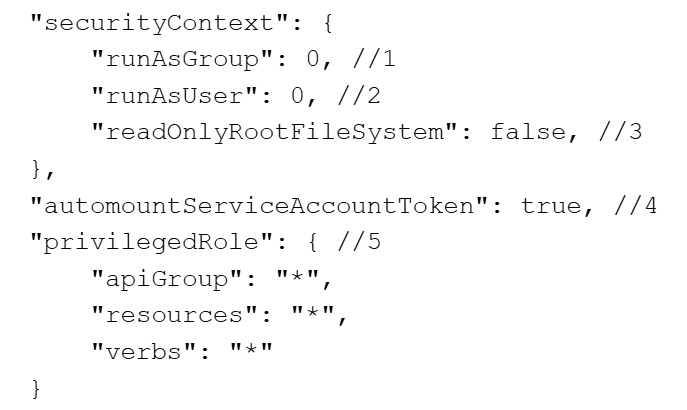 "securityContext": {
    "runAsGroup": 0, //1
    "runAsUser": 0, //2
    "readOnlyRootFileSystem": false, //3
},
"automountServiceAccountToken": true, //4
"privilegedRole": { //5
    "apiGroup": "*",
    "resources": "*",
    "verbs": "*"
}